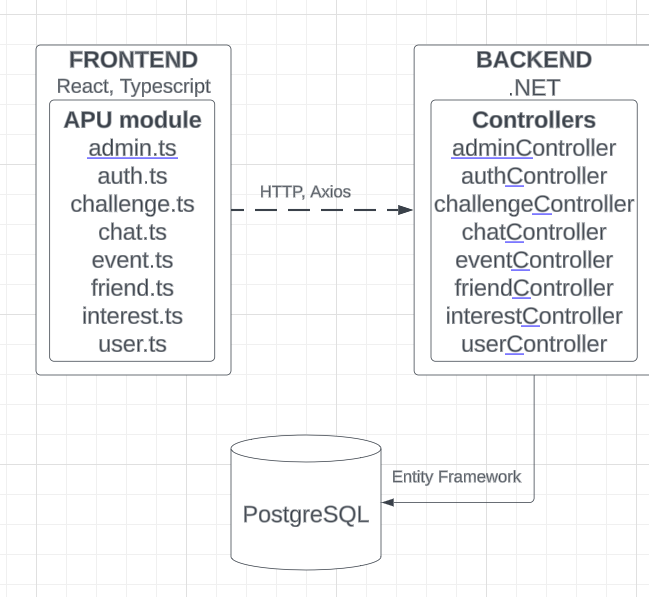 FRONTEND
React, Typescript
APU module
admin.ts
auth.ts
challenge.ts
chat.ts
event.ts
friend.ts
interest.ts
user.ts
HTTP, Axios
BACKEND
.NET
Controllers
adminController
authController
challengeController
chatController
eventController
friendController
interestController
userController
Entity Framework
PostgreSQL